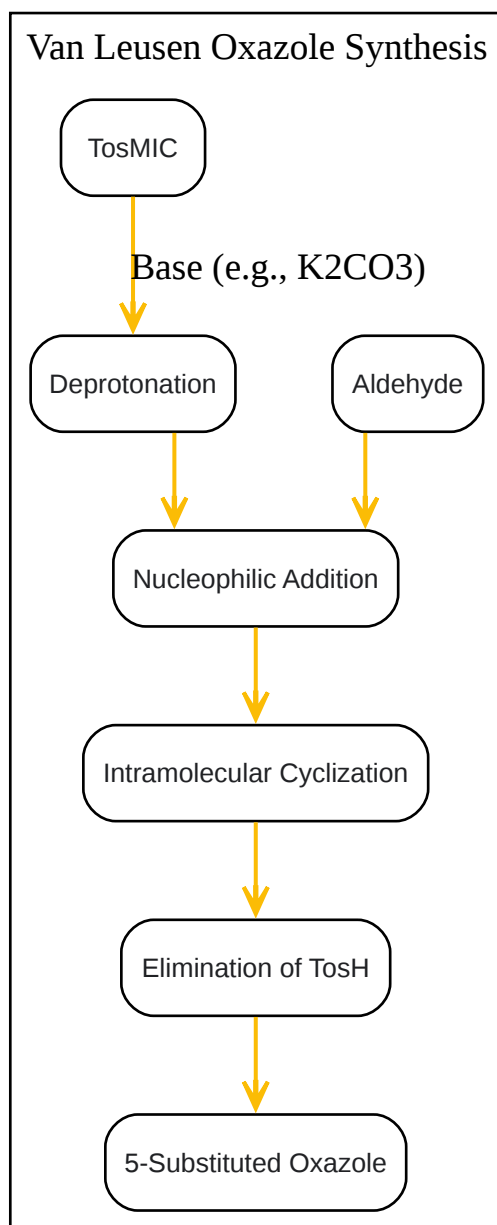 Van Leusen Oxazole Synthesis
TosMIC
Base (e.g., K2CO3)
Deprotonation
Aldehyde
Nucleophilic Addition
Intramolecular Cyclization
Elimination of TosH
5-Substituted Oxazole